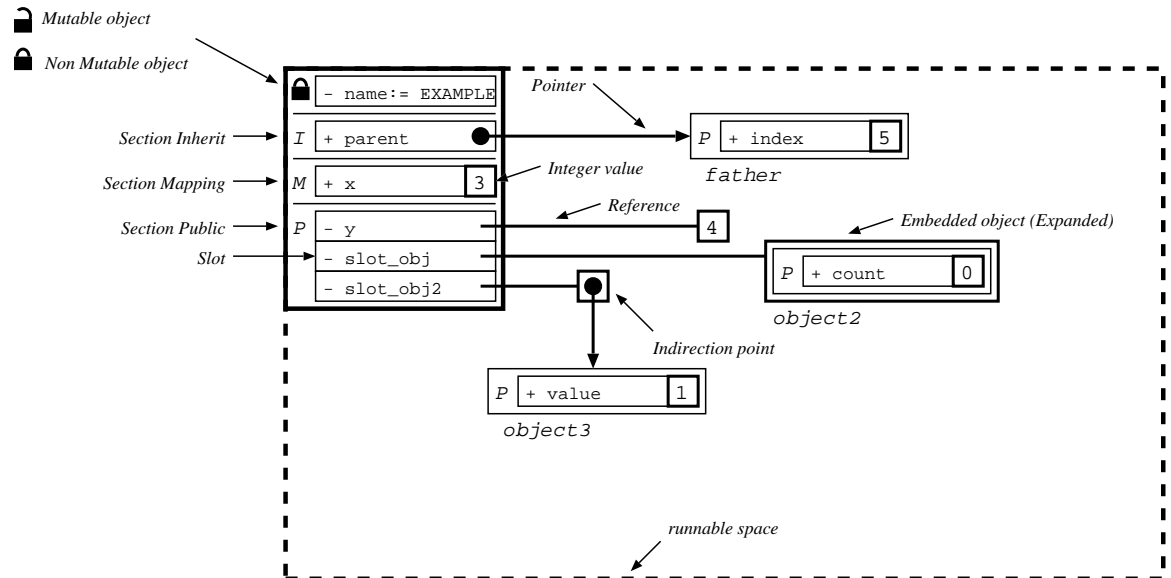 Mutable object
Non Mutable object
- name:= EXAMPLE
Pointer
Section Inherit
I + parent
P + index 5
father
Section Mapping
M + x 3
Integer value
Reference
Section Public
P - y
4
Embedded object (Expanded)
Slot
- slot_obj
P + count 0
- slot_obj2
object2
Indirection point
P + value 1
object3
runnable space